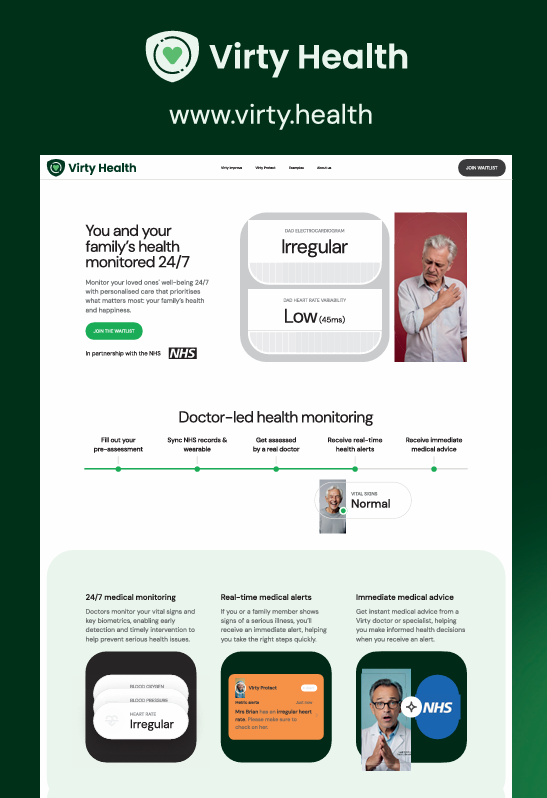 Virty Health
www.virty.health
Virty Health
Virty Improve
Virty Protect
Examples
About us
JOIN WAITLIST
You and your
family's health
monitored 24/7
Monitor your loved ones' well-being 24/7
with personalised care that prioritises
what matters most: your family's health
and happiness.
JOIN THE WAITLIST
In partnership with the NHS
NHS
DAD ELECTROCARDIOGRAM
Irregular
DAD HEART RATE VARIABILITY
Low (45ms)
Doctor-led health monitoring
Fill out your
pre-assessment
Sync NHS records &
wearable
Get assessed
by a real doctor
Receive real-time
health alerts
Receive immediate
medical advice
VITAL SIGNS
Normal
24/7 medical monitoring
Doctors monitor your vital signs and
key biometrics, enabling early
detection and timely intervention to
help prevent serious health issues.
BLOOD OXYGEN
BLOOD PRESSURE
HEART RATE
Irregular
Real-time medical alerts
If you or a family member shows
signs of a serious illness, you'll
receive an immediate alert, helping
you take the right steps quickly.
Virty Protect
Just now
Mrs Brian has an irregular heart
rate. Please make sure to
check on her.
Immediate medical advice
Get instant medical advice from a
Virty doctor or specialist, helping
you make informed health decisions
when you receive an alert.
NHS